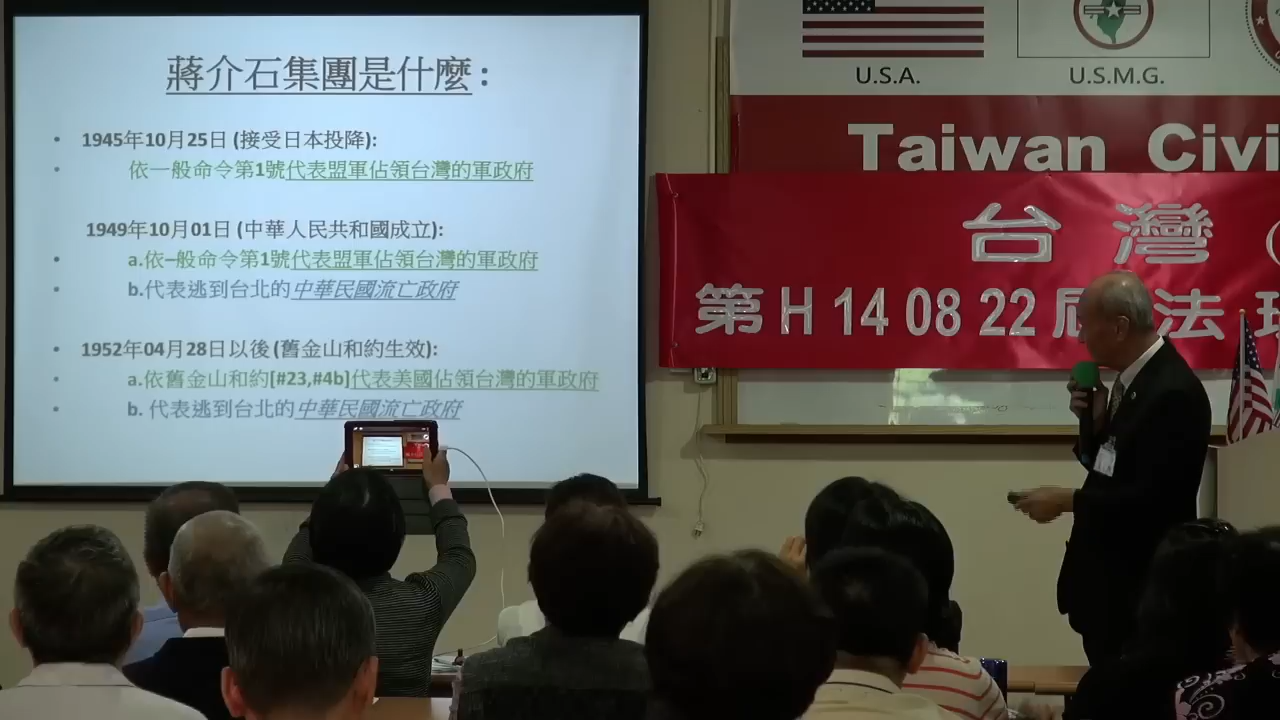 蔣介石集團是什麼：
• 1945年10月25日 (接受日本投降):
• 依一般命令第1號代表盟軍佔領台灣的軍政府
1949年10月01日 (中華人民共和國成立):
• a.依一般命令第1號代表盟軍佔領台灣的軍政府
• b.代表逃到台北的中華民國流亡政府
• 1952年04月28日以後 (舊金山和約生效):
• a.依舊金山和約[#23,#4b]代表美國佔領台灣的軍政府
• b. 代表逃到台北的中華民國流亡政府
U.S.A.
U.S.M.G.
Taiwan Civi
台灣
第H 14 08 22屆法